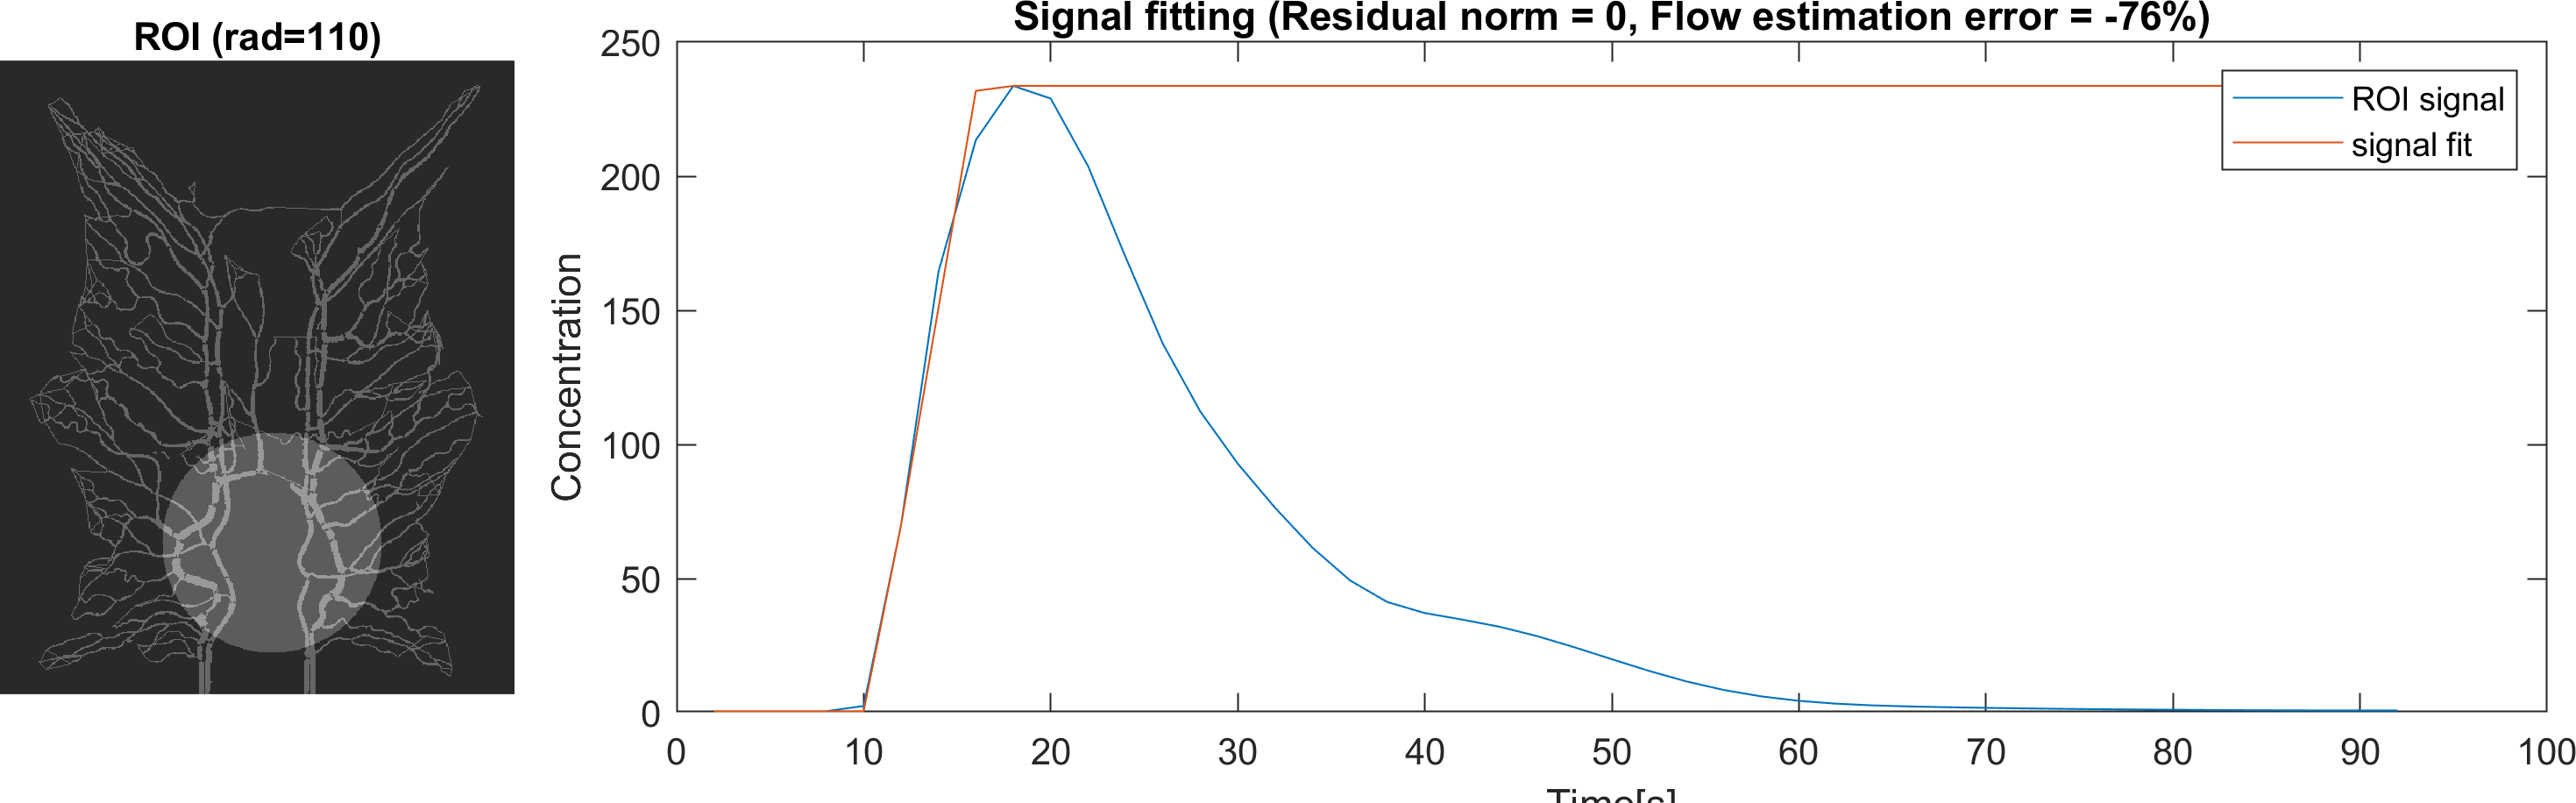 ROI (rad=110)
Signal fitting (Residual norm = 0, Flow estimation error = -76%)
250
200
150
100
50
0
Concentration
ROI signal
signal fit
0 10 20 30 40 50 60 70 80 90 100
Time[s]